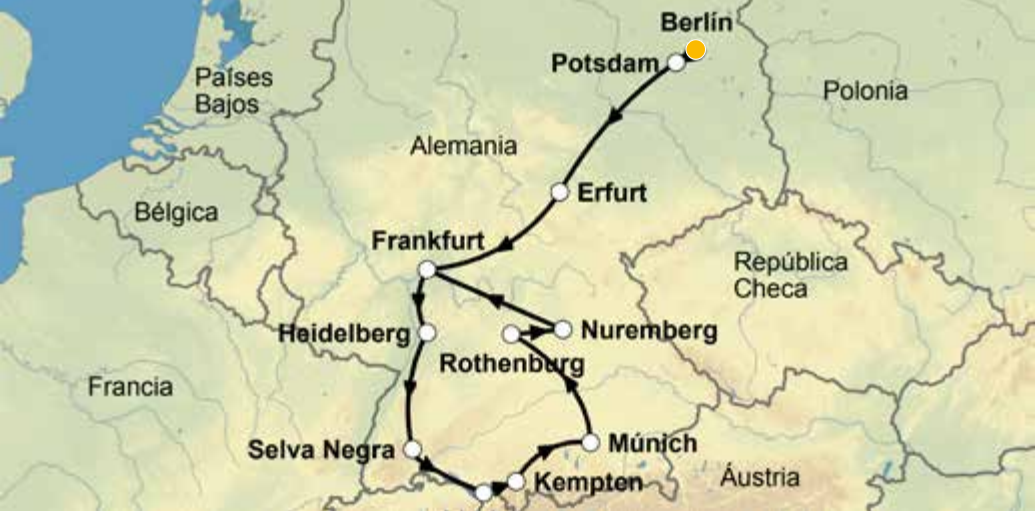 Berlín
Potsdam
Países
Bajos
Polonia
Alemania
Erfurt
Bélgica
Frankfurt
República
Checa
Heidelberg
Nuremberg
Rothenburg
Francia
Selva Negra
Múnich
Kempten
Áustria